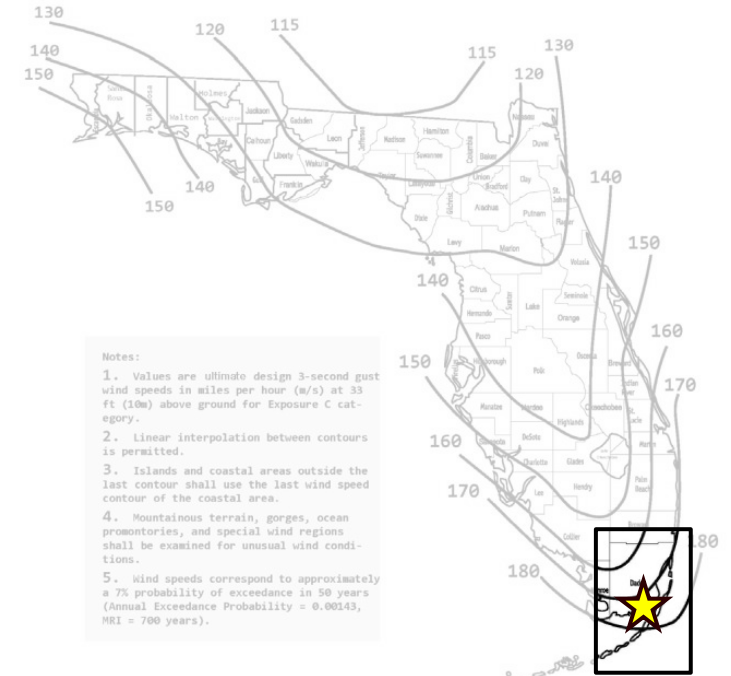 130
115
120
140
115
130
150
120
Holmes
Okaloosa
Walton
Jackson
Gadsden
Leon
Madison
Hamilton
Nassau
Duval
Calhoun
Liberty
Wakulla
Suwannee
Columbia
Baker
Union
Bradford
Clay
St.
Johns
140
140
150
Gulf
Franklin
Dixie
Gilchrist
Alachua
Putnam
Flagler
Levy
Marion
Volusia
150
140
Citrus
Sumter
Lake
Seminole
Hernando
Orange
Pasco
Notes:
150
160
170
Polk
Osceola
Brevard
Indian
River
1. Values are ultimate design 3-second gust
wind speeds in miles per hour (m/s) at 33
ft (10m) above ground for Exposure C cat-
egory.
Manatee
Hardee
Highlands
Okeechobee
St.
Lucie
2. Linear interpolation between contours
is permitted.
160
DeSoto
Martin
3. Islands and coastal areas outside the
last contour shall use the last wind speed
contour of the coastal area.
Charlotte
Glades
170
Lee
Hendry
Palm
Beach
4. Mountainous terrain, gorges, ocean
promontories, and special wind regions
shall be examined for unusual wind condi-
tions.
Collier
180
5. Wind speeds correspond to approximately
a 7% probability of exceedance in 50 years
(Annual Exceedance Probability = 0.00143,
MRI = 700 years).
180